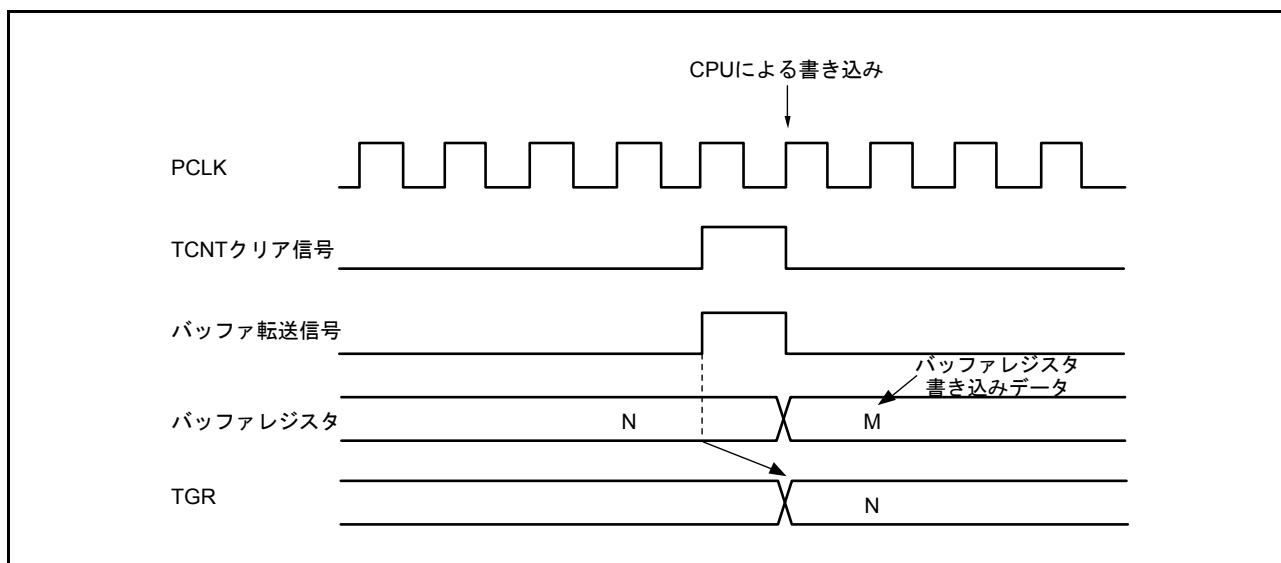 CPUによる書き込み
PCLK
TCNTクリア信号
バッファ転送信号
バッファレジスタ
書き込みデータ
バッファレジスタ
N
M
TGR
N